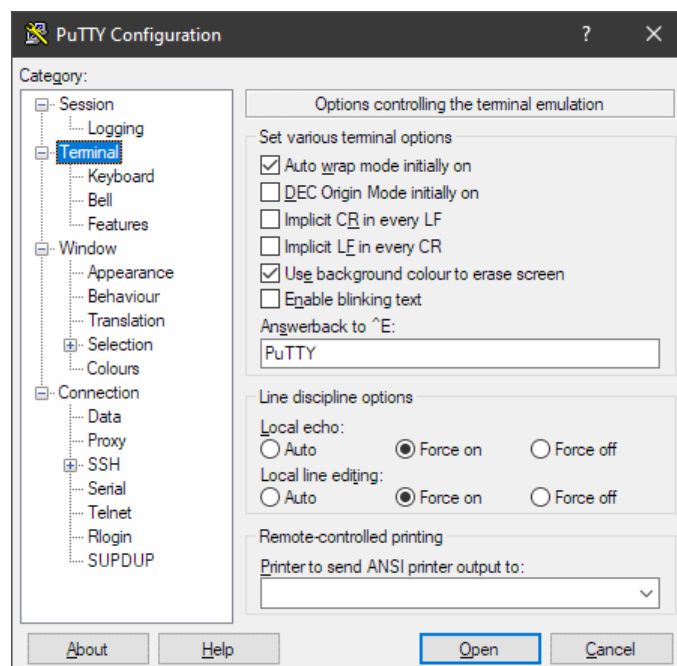 PuTTY Configuration
?
Category:
Session
Logging
Terminal
Keyboard
Bell
Features
Window
Appearance
Behaviour
Translation
Selection
Colours
Connection
Data
Proxy
SSH
Serial
Telnet
Rlogin
SUPDUP
Options controlling the terminal emulation
Set various terminal options
Auto wrap mode initially on
DEC Origin Mode initially on
Implicit CR in every LF
Implicit LF in every CR
Use background colour to erase screen
Enable blinking text
Answerback to ^E:
PuTTY
Line discipline options
Local echo:
Auto Force on Force off
Local line editing:
Auto Force on Force off
Remote-controlled printing
Printer to send ANSI printer output to:
About Help Open Cancel